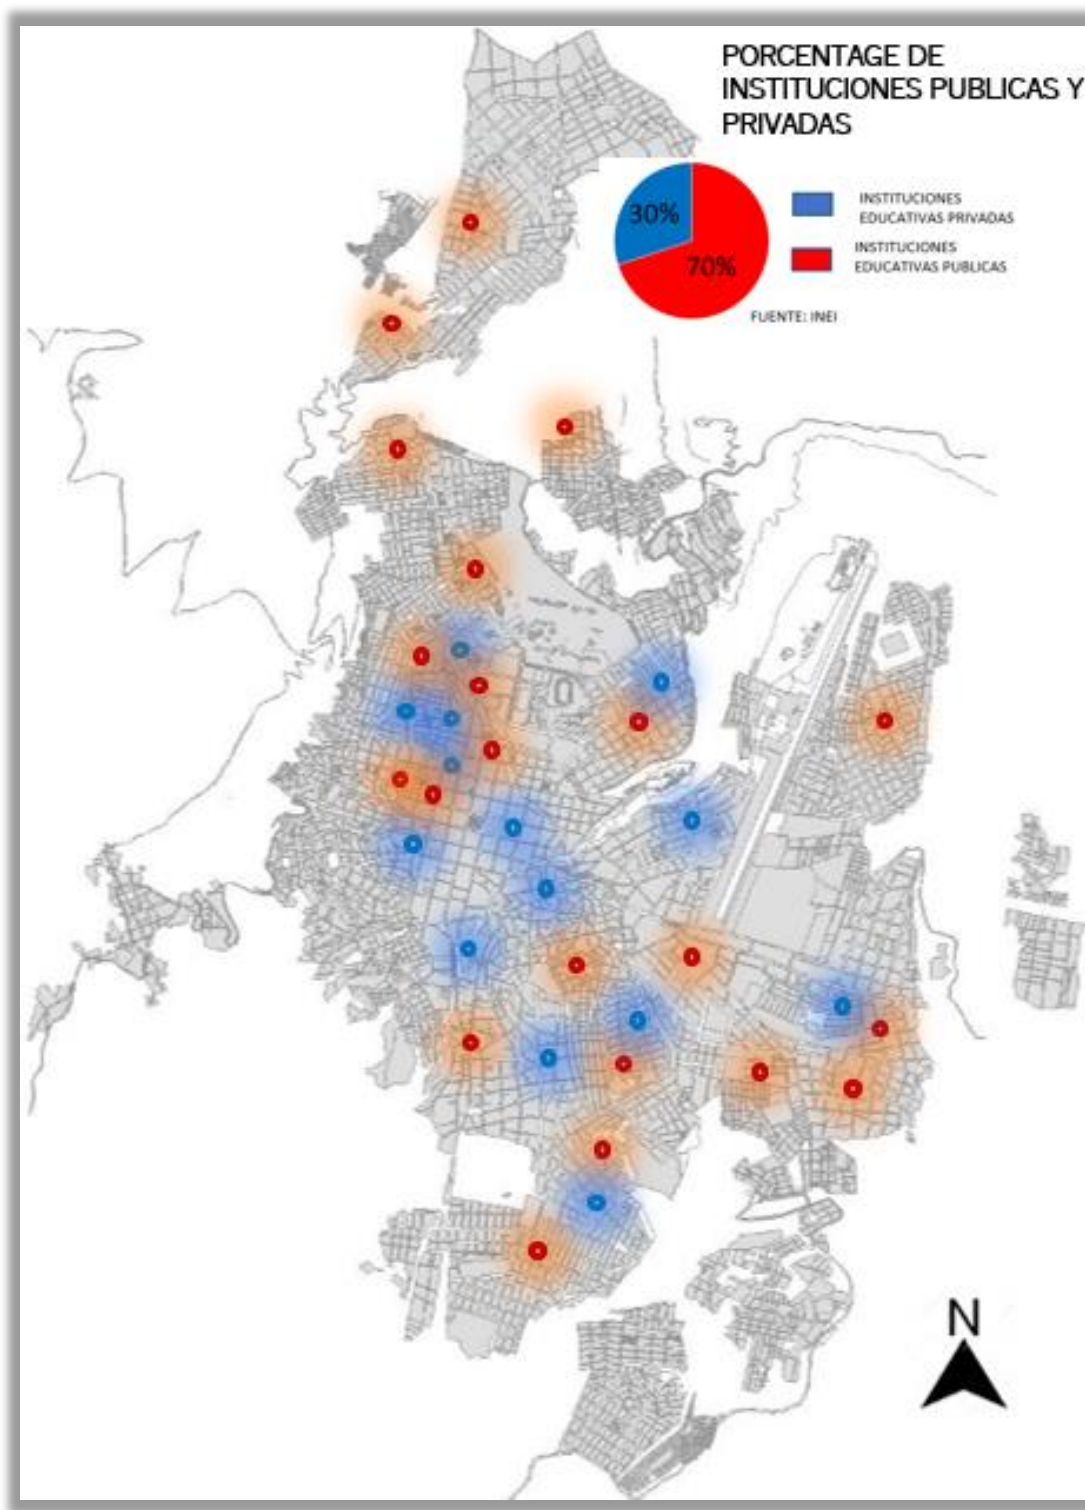 PORCENTAGE DE
INSTITUCIONES PUBLICAS Y
PRIVADAS
30%
70%
INSTITUCIONES
EDUCATIVAS PRIVADAS
INSTITUCIONES
EDUCATIVAS PUBLICAS
FUENTE: INEI
N